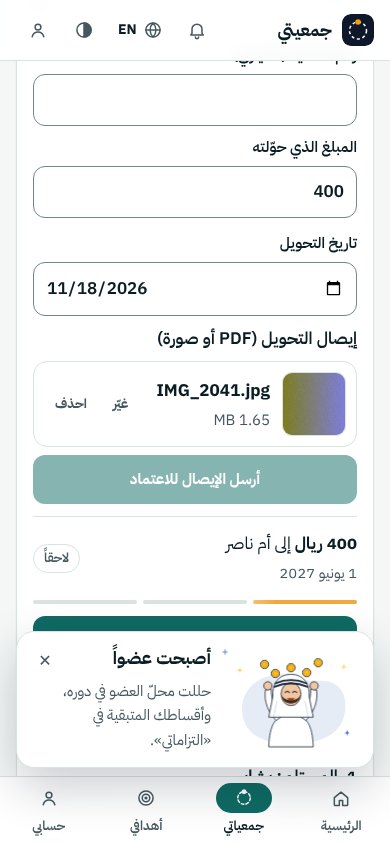 جمعيتي
EN
المبلغ الذي حوّلته
400
تاريخ التحويل
11/18/2026
إيصال التحويل (PDF أو صورة)
IMG_2041.jpg
1.65 MB
غيّر
احذف
أرسل الإيصال للاعتماد
400 ريال إلى أم ناصر
1 يونيو 2027
لاحقاً
أصبحت عضواً
حللت محلّ العضو في دوره،
وأقساطك المتبقية في
«التزاماتي».
الرئيسية
جمعياتي
أهدافي
حسابي